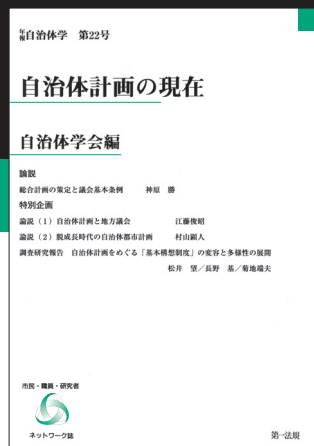 年報自治体学 第22号
自治体計画の現在
自治体学会編
論説
総合計画の策定と議会基本条例 神原 勝
特別企画
論説（1）自治体計画と地方議会 江藤俊昭
論説（2）脱成長時代の自治体都市計画 村山顕人
調査研究報告 自治体計画をめぐる「基本構想制度」の変容と多様性の展開
松井 望／長野 基／菊地端夫
市民・職員・研究者
ネットワーク誌
第一法規